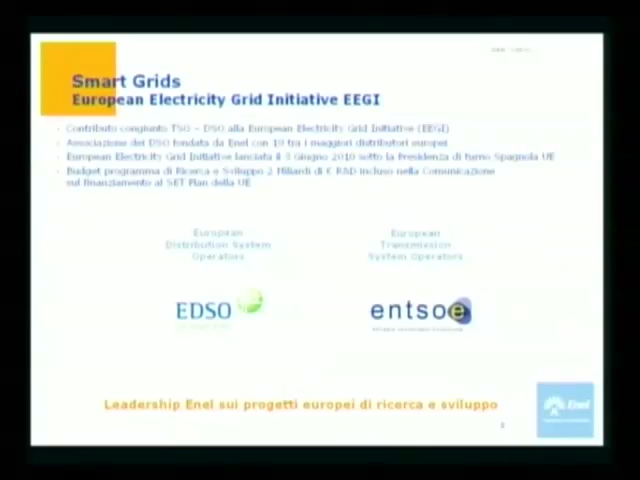 Smart Grids
European Electricity Grid Initiative EEGI
- Contributo congiunto TSO – DSO alla European Electricity Grid Initiative (EEGI)
- Associazione dei DSO fondata da Enel con 19 tra i maggiori distributori europei
- European Electricity Grid Initiative lanciata il 3 Giugno 2010 sotto la Presidenza di turno Spagnola UE
- Budget programma di Ricerca e Sviluppo 2 Miliardi di € R&D incluso nella Comunicazione
sul finanziamento al SET Plan della UE
European
Distribution System
Operators
European
Transmission
System Operators
EDSO
entsoe
Leadership Enel sui progetti europei di ricerca e sviluppo
Enel